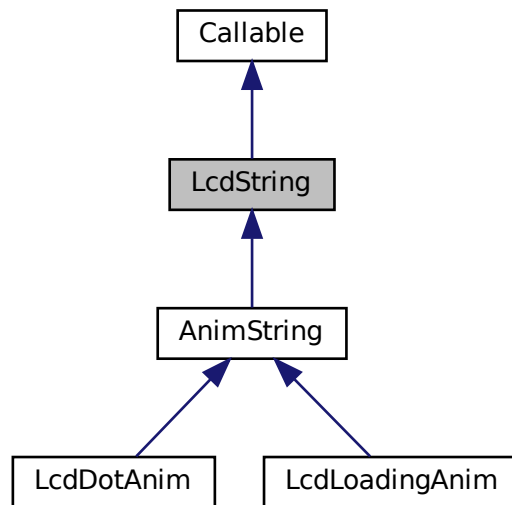 Callable
LcdString
AnimString
LcdDotAnim
LcdLoadingAnim